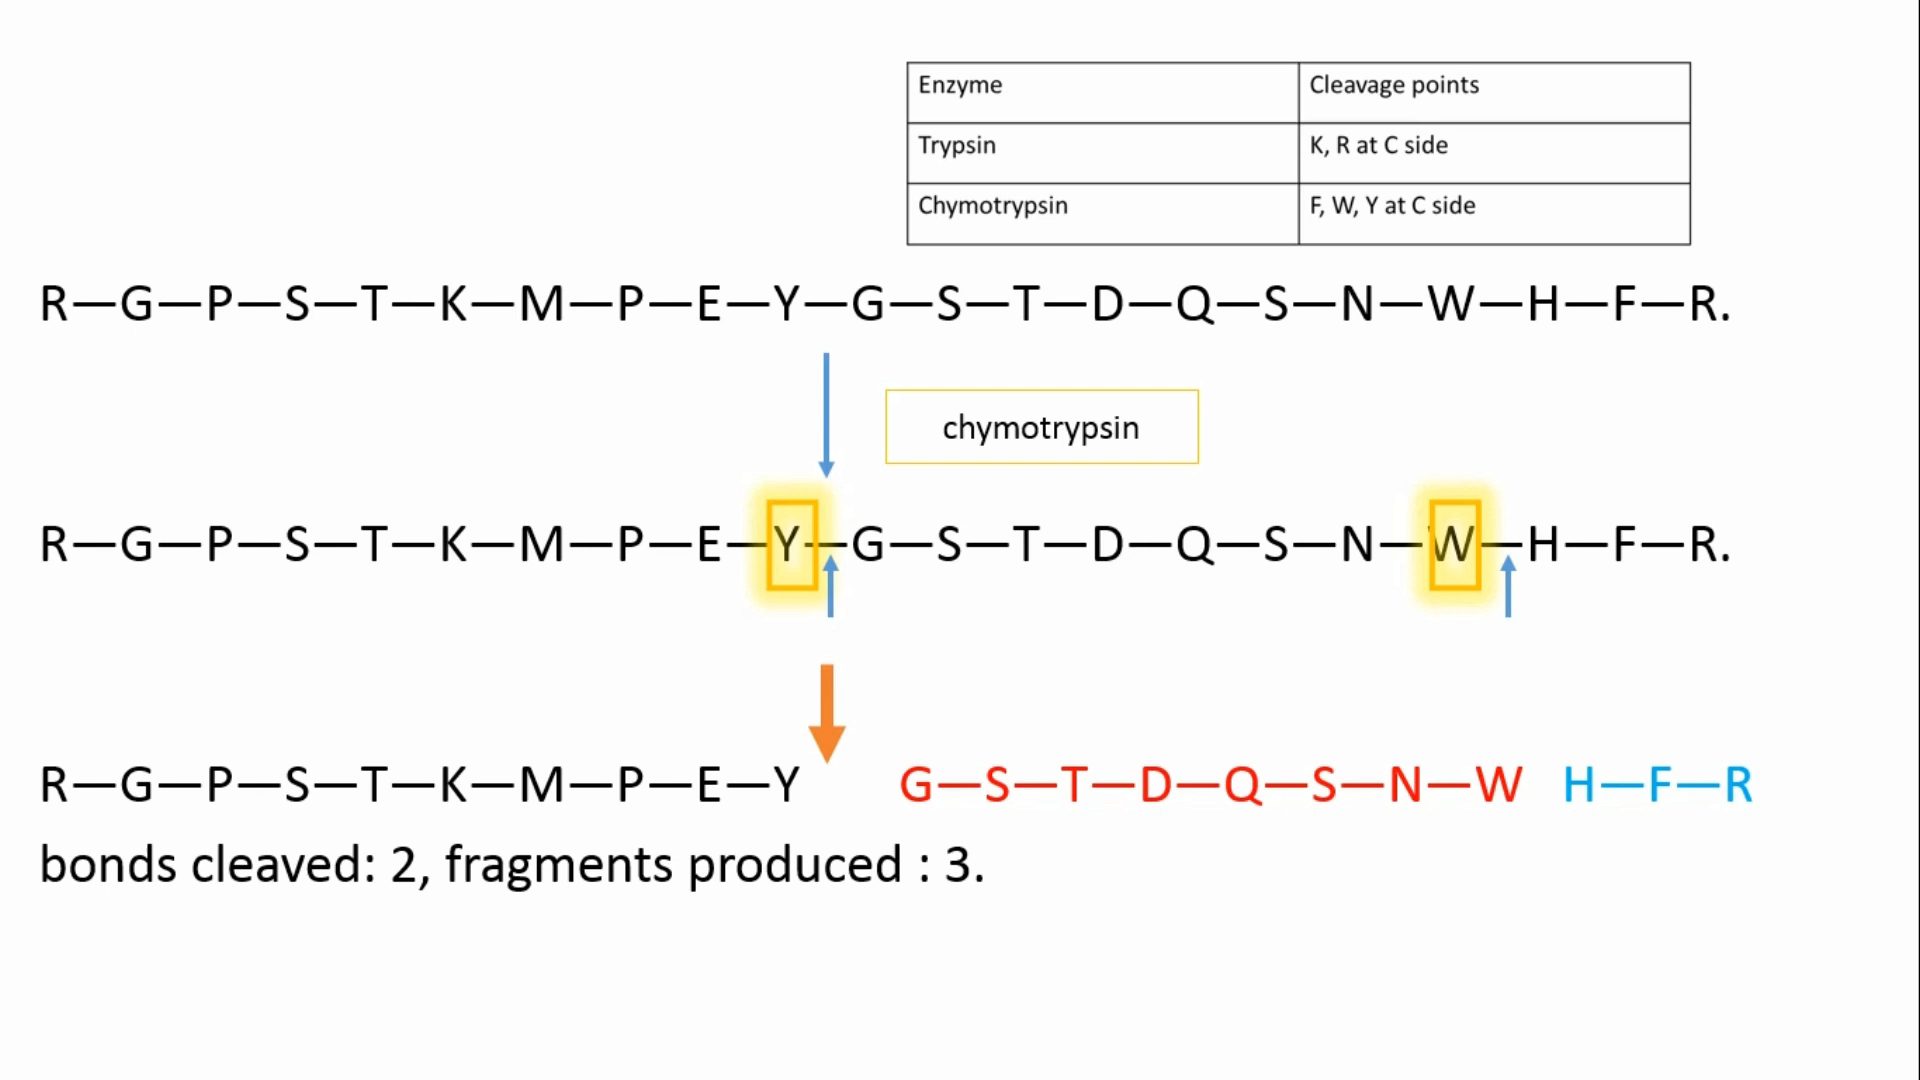 Enzyme Cleavage points
Trypsin K, R at C side
Chymotrypsin F, W, Y at C side
R—G—P—S—T—K—M—P—E—Y—G—S—T—D—Q—S—N—W—H—F—R.
chymotrypsin
R—G—P—S—T—K—M—P—E—Y—G—S—T—D—Q—S—N—W—H—F—R.
R—G—P—S—T—K—M—P—E—Y G—S—T—D—Q—S—N—W H—F—R
bonds cleaved: 2, fragments produced : 3.